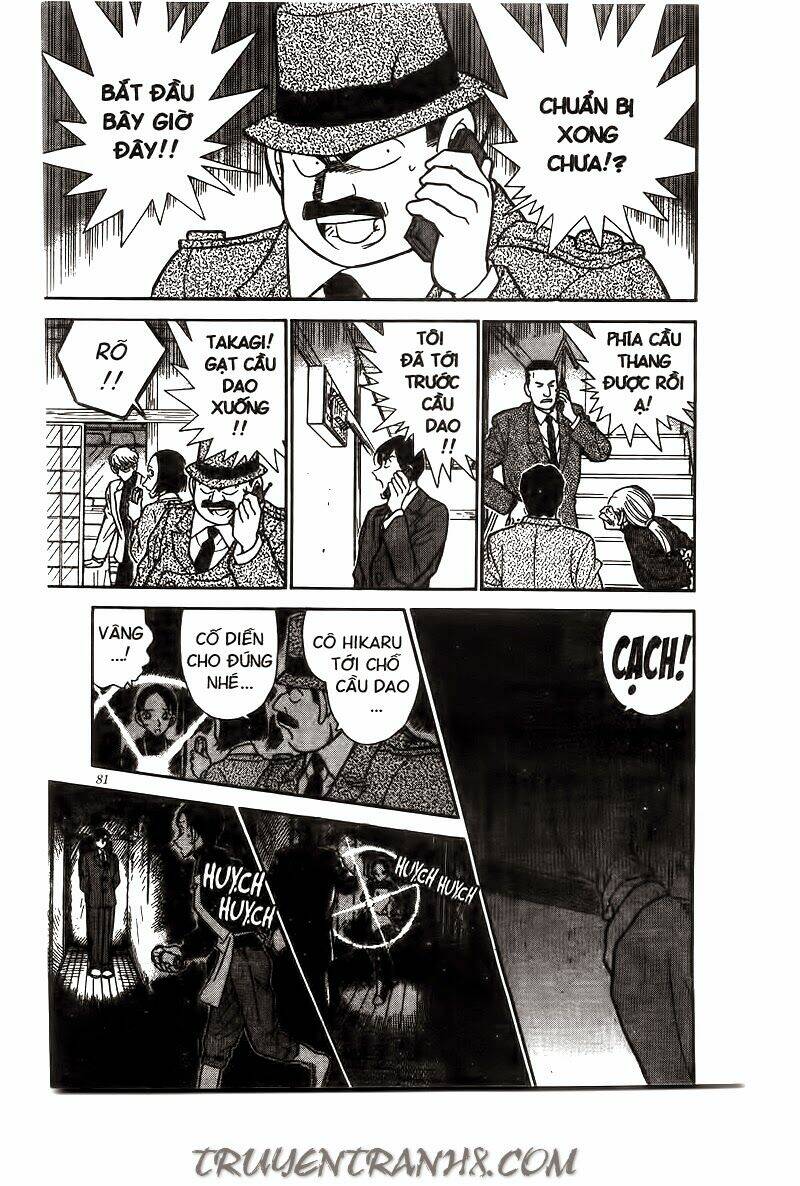 CHUẨN BỊ
XONG
CHƯA!?
BẮT ĐẦU
BÂY GIỜ
ĐÂY!!
PHÍA CẦU
THANG
ĐƯỢC RỒI
Ạ!
TÔI
ĐÃ TỚI
TRƯỚC
CẦU
DAO
!!
TAKAGI!
GẠT CẦU
DAO
XUỐNG
!!
RÕ
!!
CẠCH!
CÔ HIKARU
TỚI CHỖ
CẦU DAO
...
CỐ DIỄN
CHO ĐÚNG
NHÉ...
VÂNG
...!
81
HUỴCH HUỴCH
HUỴCH
HUỴCH
TRUYENTRANH8.COM